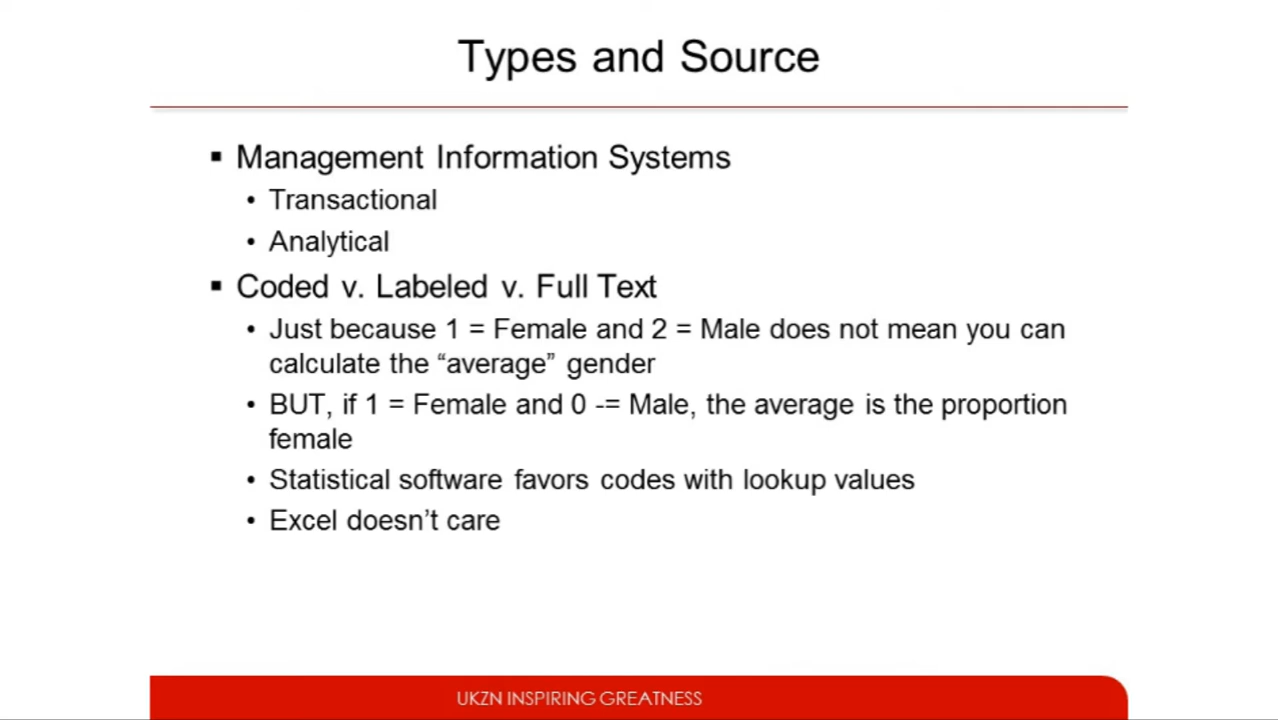 Types and Source
▪ Management Information Systems
• Transactional
• Analytical
▪ Coded v. Labeled v. Full Text
• Just because 1 = Female and 2 = Male does not mean you can
calculate the “average” gender
• BUT, if 1 = Female and 0 -= Male, the average is the proportion
female
• Statistical software favors codes with lookup values
• Excel doesn’t care
UKZN INSPIRING GREATNESS